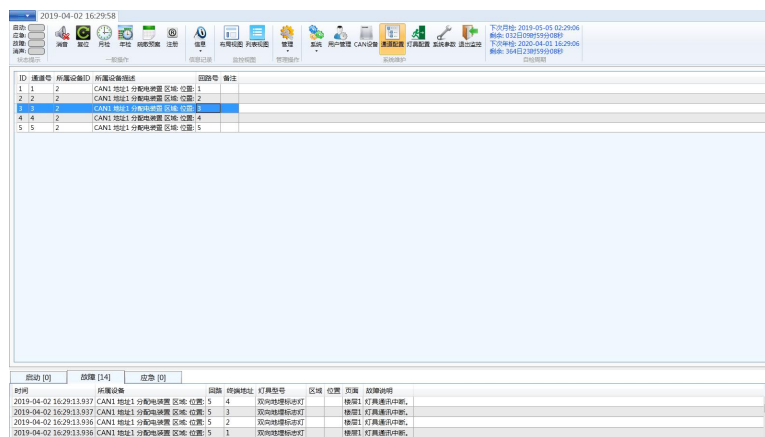 2019-04-02 16:29:58
启动:
应急:
故障:
消声:
消音 复位 月检 年检 疏散预案 注册 信息 布局视图 列表视图 管理 系统 用户管理 CAN设备 通道配置 灯具配置 系统参数 退出监控
下次月检: 2019-05-05 02:29:06
剩余: 032日09时59分08秒
下次年检: 2020-04-01 16:29:06
剩余: 364日23时59分08秒
状态提示 一般操作 信息记录 监控视图 管理操作 系统维护 自检周期
ID 通道号 所属设备ID 所属设备描述 回路号 备注
1 1 2 CAN1 地址1 分配电装置 区域: 位置: 1
2 2 2 CAN1 地址1 分配电装置 区域: 位置: 2
3 3 2 CAN1 地址1 分配电装置 区域: 位置: 3
4 4 2 CAN1 地址1 分配电装置 区域: 位置: 4
5 5 2 CAN1 地址1 分配电装置 区域: 位置: 5
启动 [0] 故障 [14] 应急 [0]
时间 所属设备 回路 终端地址 灯具型号 区域 位置 页面 故障说明
2019-04-02 16:29:13.937 CAN1 地址1 分配电装置 区域: 位置: 5 4 双向地埋标志灯 楼层1 灯具通讯中断。
2019-04-02 16:29:13.937 CAN1 地址1 分配电装置 区域: 位置: 5 3 双向地埋标志灯 楼层1 灯具通讯中断。
2019-04-02 16:29:13.936 CAN1 地址1 分配电装置 区域: 位置: 5 2 双向地埋标志灯 楼层1 灯具通讯中断。
2019-04-02 16:29:13.936 CAN1 地址1 分配电装置 区域: 位置: 5 1 双向地埋标志灯 楼层1 灯具通讯中断。